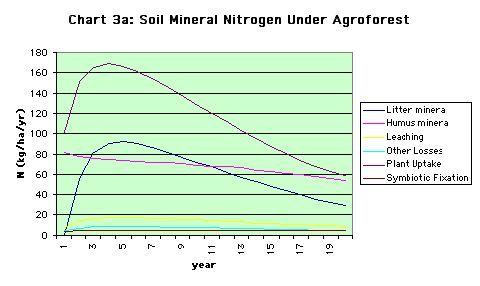 Chart 3a: Soil Mineral Nitrogen Under Agroforest
180
160
140
120
100
80
60
40
20
0
N (kg/ha/yr)
1
3
5
7
9
11
13
15
17
19
year
Litter minera
Humus minera
Leaching
Other Losses
Plant Uptake
Symbiotic Fixation